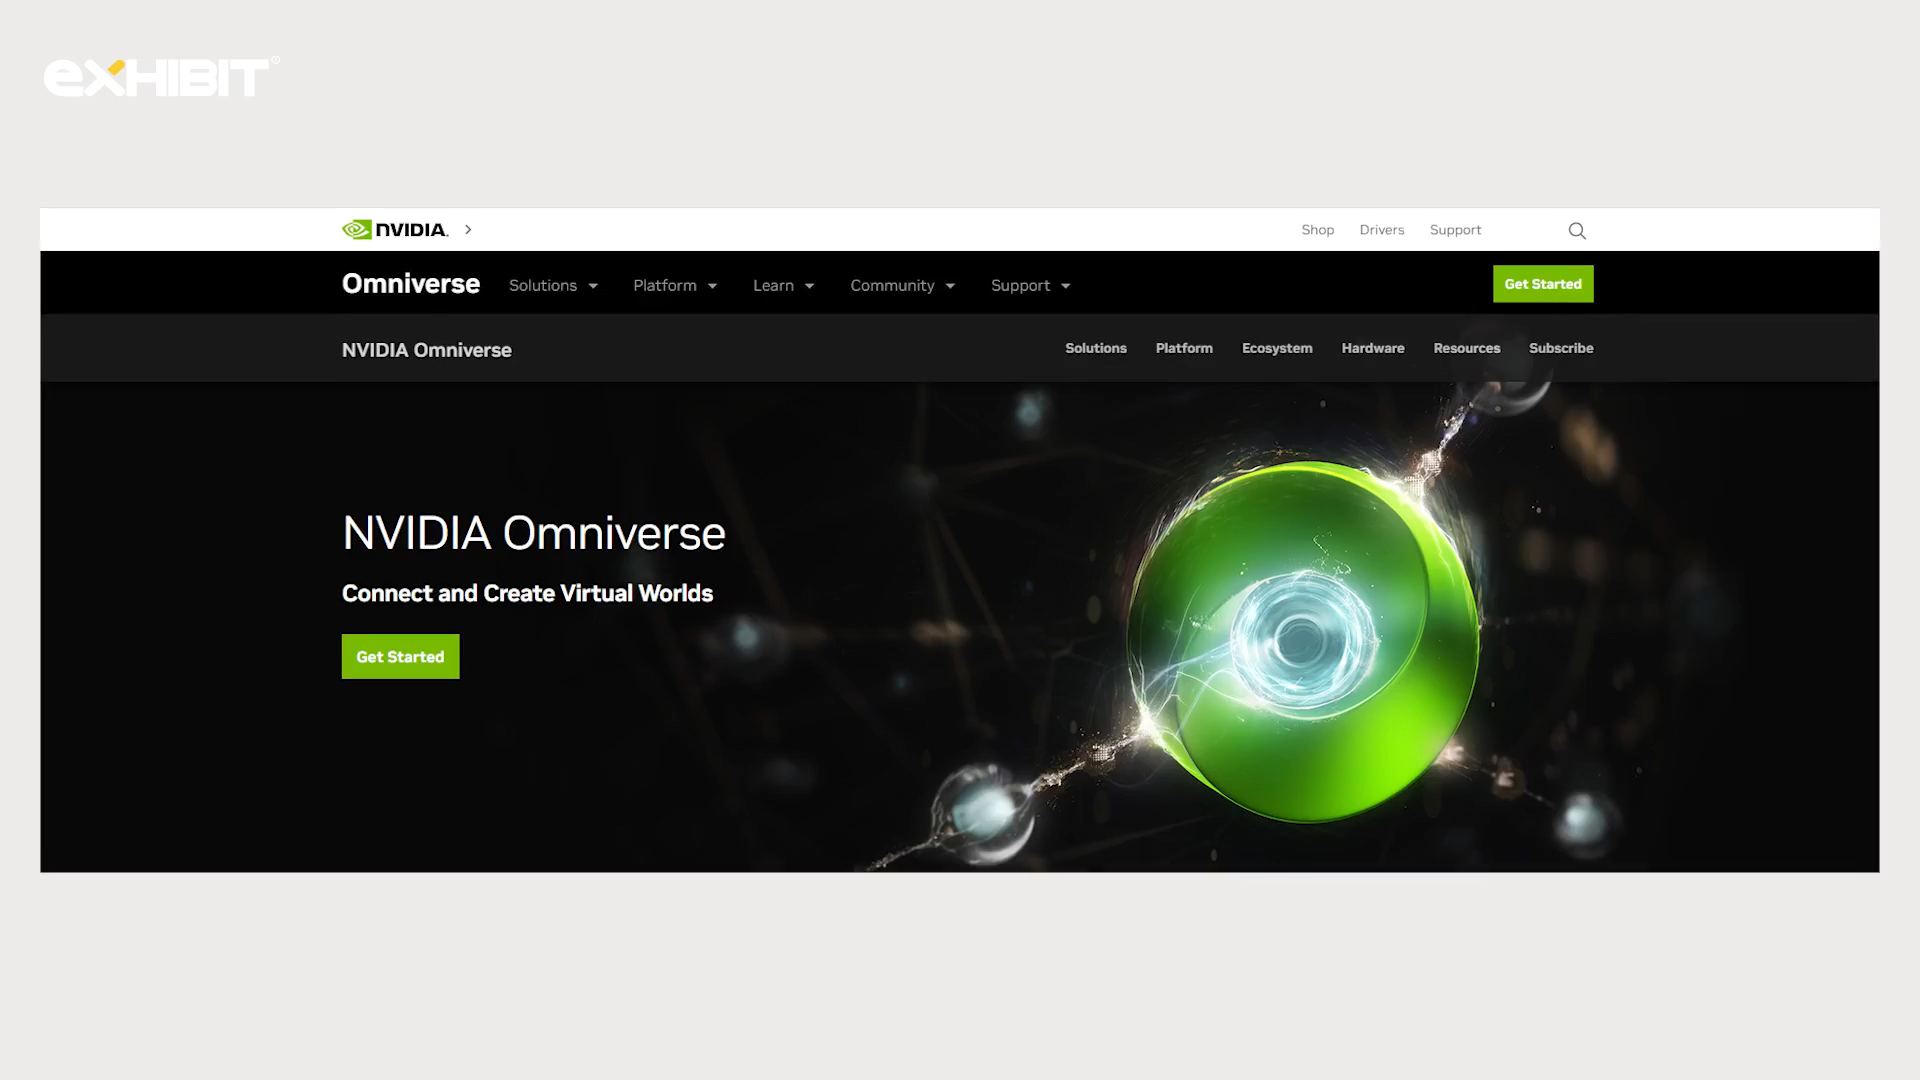 exHIBIT®
NVIDIA.
Shop Drivers Support
Omniverse Solutions Platform Learn Community Support Get Started
NVIDIA Omniverse Solutions Platform Ecosystem Hardware Resources Subscribe
NVIDIA Omniverse
Connect and Create Virtual Worlds
Get Started